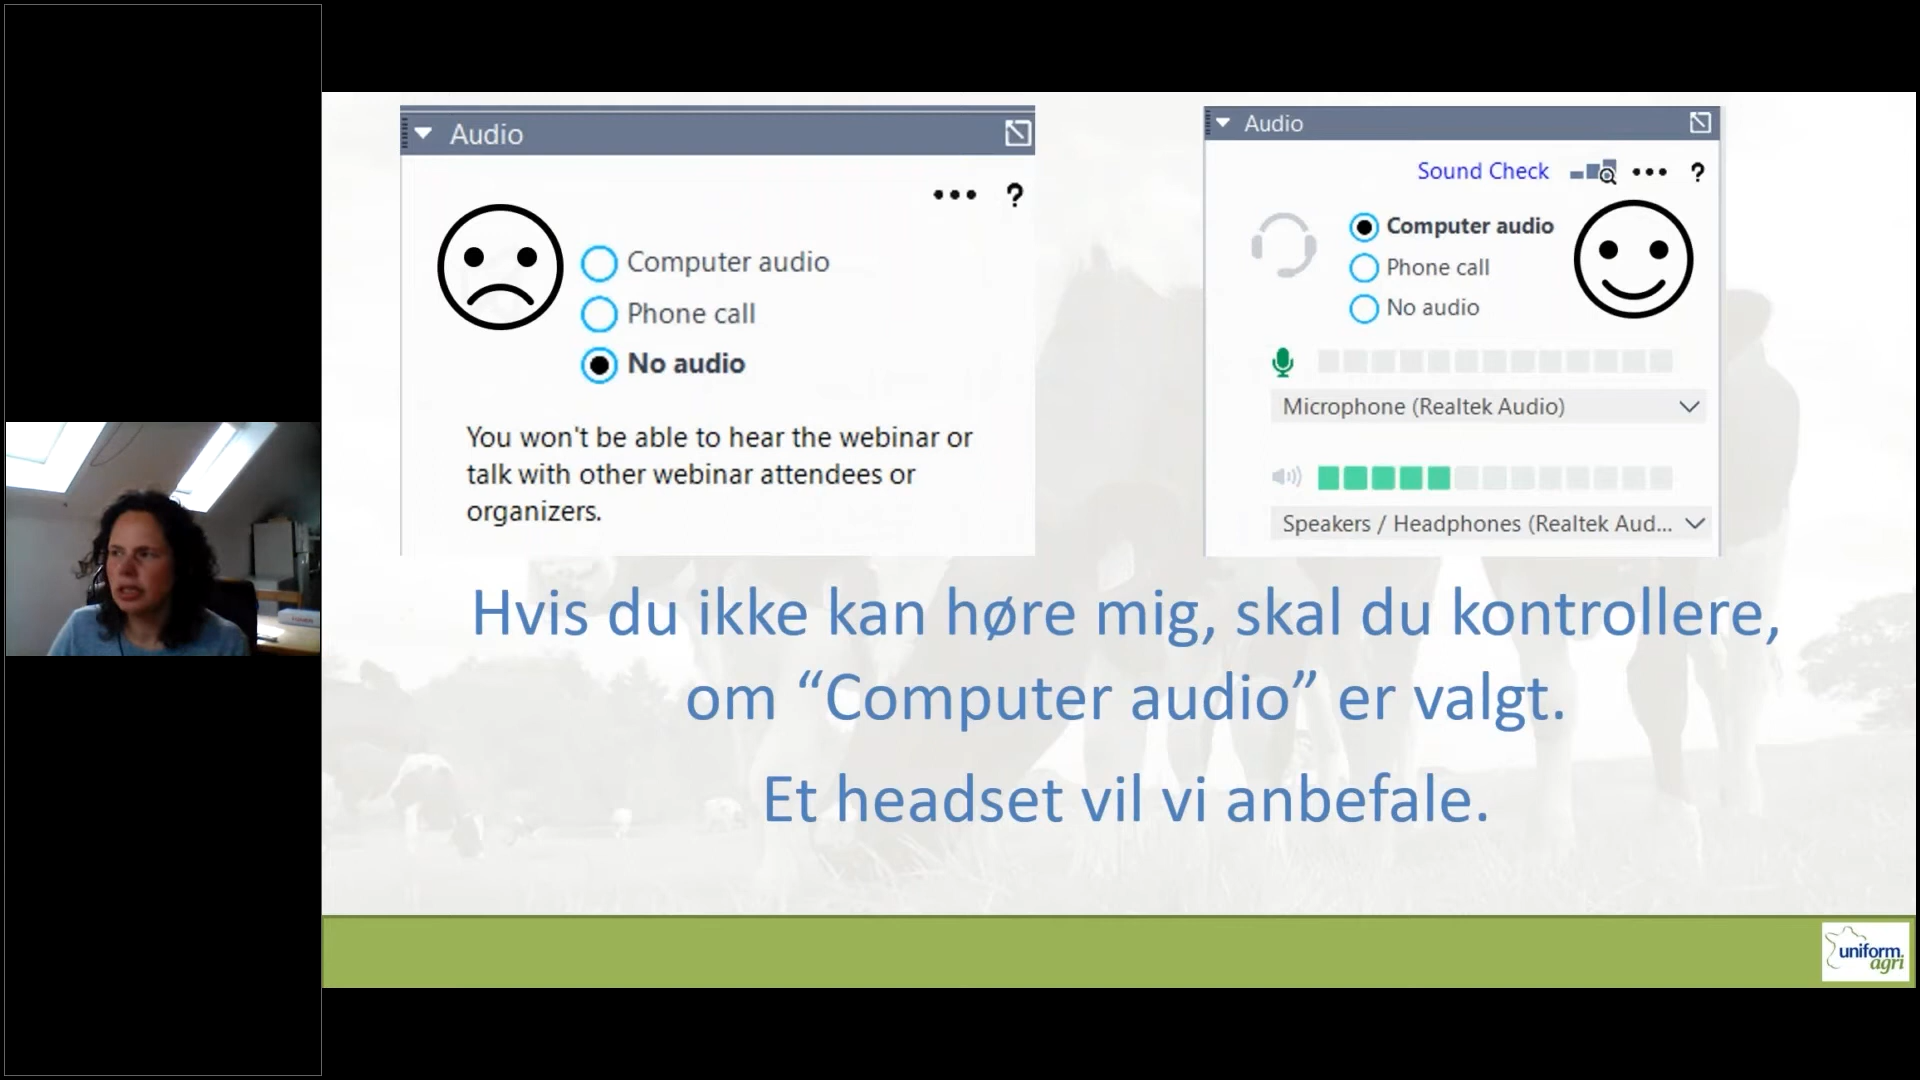 Audio
?
Computer audio
Phone call
No audio
You won't be able to hear the webinar or
talk with other webinar attendees or
organizers.
Audio
Sound Check
?
Computer audio
Phone call
No audio
Microphone (Realtek Audio)
Speakers / Headphones (Realtek Aud...
Hvis du ikke kan høre mig, skal du kontrollere,
om “Computer audio” er valgt.
Et headset vil vi anbefale.
uniform.
agri